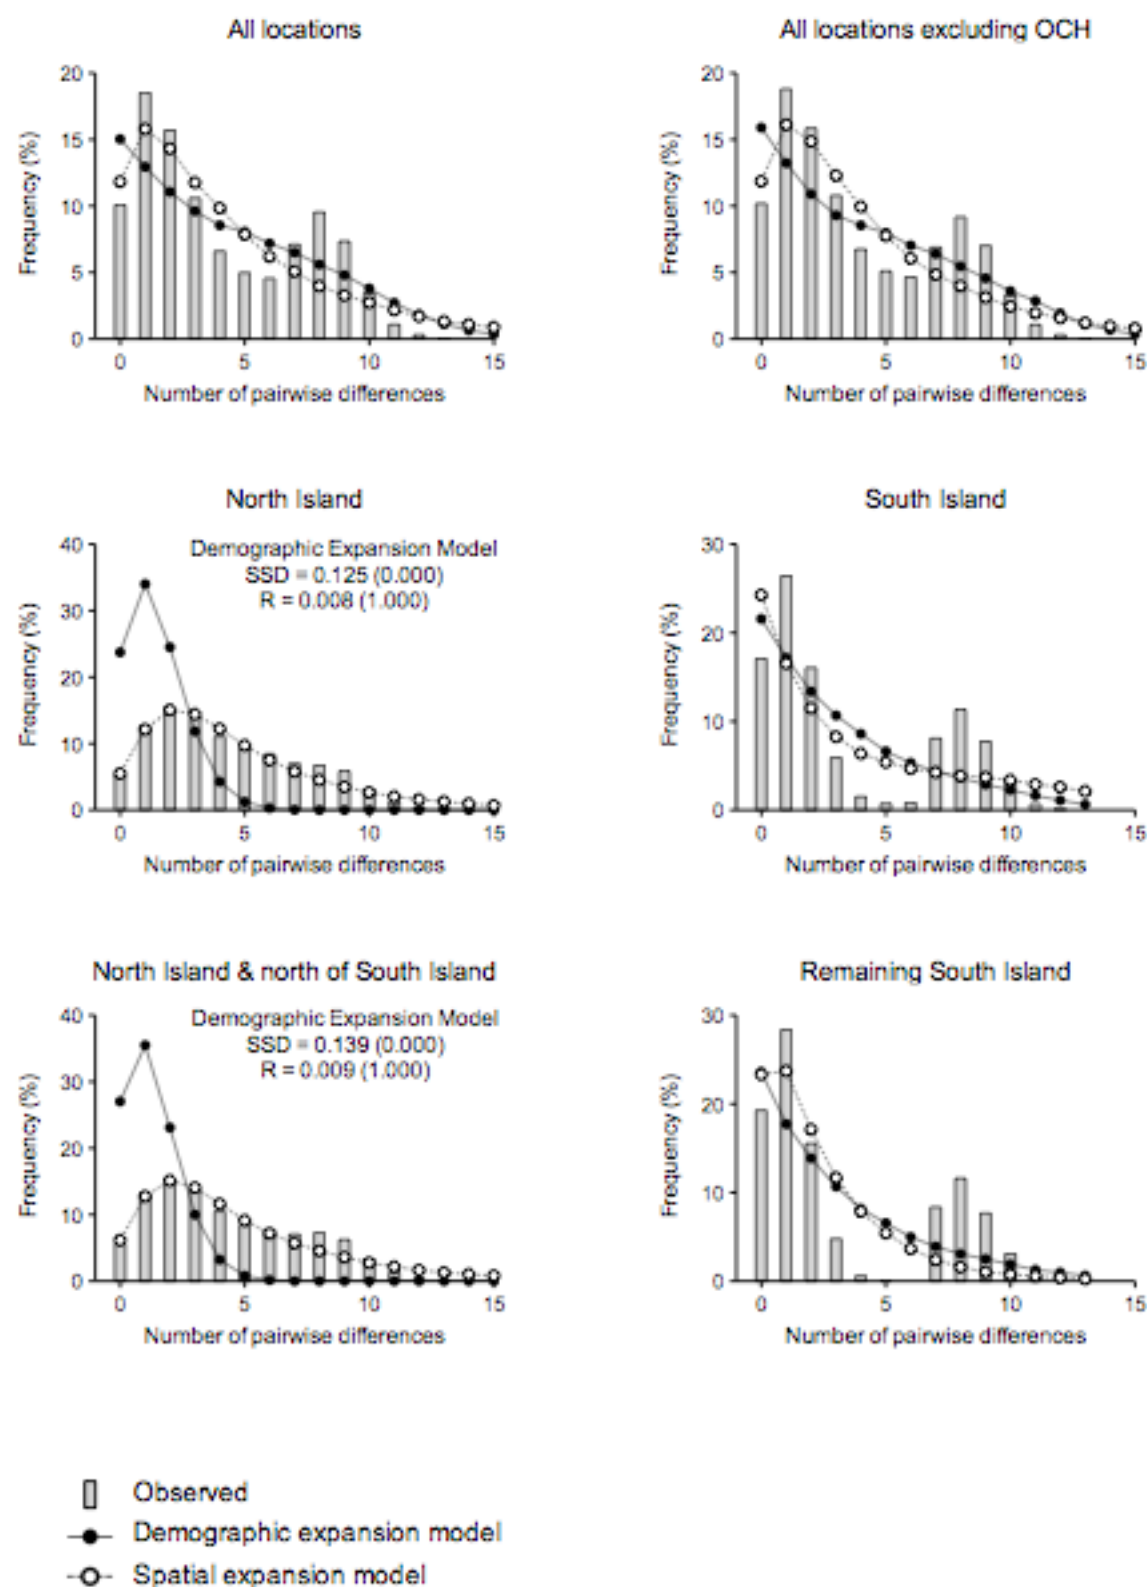 All locations
20
15
10
5
0
Frequency (%)
0 5 10 15
Number of pairwise differences
All locations excluding OCH
20
15
10
5
0
Frequency (%)
0 5 10 15
Number of pairwise differences
North Island
Demographic Expansion Model
SSD = 0.125 (0.000)
R = 0.008 (1.000)
40
30
20
10
0
Frequency (%)
0 5 10 15
Number of pairwise differences
South Island
30
20
10
0
Frequency (%)
0 5 10 15
Number of pairwise differences
North Island & north of South Island
Demographic Expansion Model
SSD = 0.139 (0.000)
R = 0.009 (1.000)
40
30
20
10
0
Frequency (%)
0 5 10 15
Number of pairwise differences
Remaining South Island
30
20
10
0
Frequency (%)
0 5 10 15
Number of pairwise differences
Observed
Demographic expansion model
Spatial expansion model